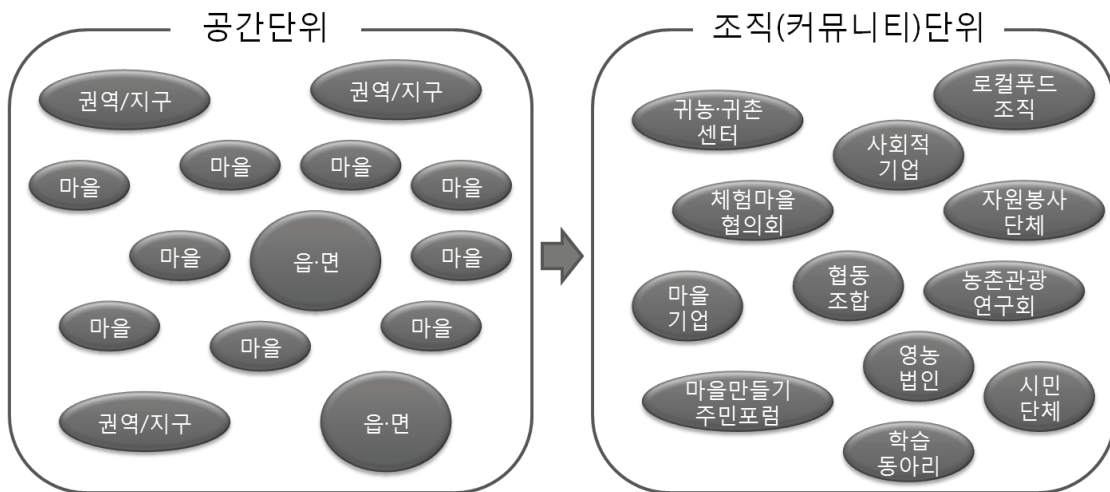 공간단위
권역/지구
권역/지구
마을
마을
마을
마을
마을
읍·면
마을
마을
마을
마을
권역/지구
읍·면
조직(커뮤니티)단위
귀농·귀촌
센터
로컬푸드
조직
사회적
기업
체험마을
협의회
자원봉사
단체
마을
기업
협동
조합
농촌관광
연구회
영농
법인
마을만들기
주민포럼
시민
단체
학습
동아리